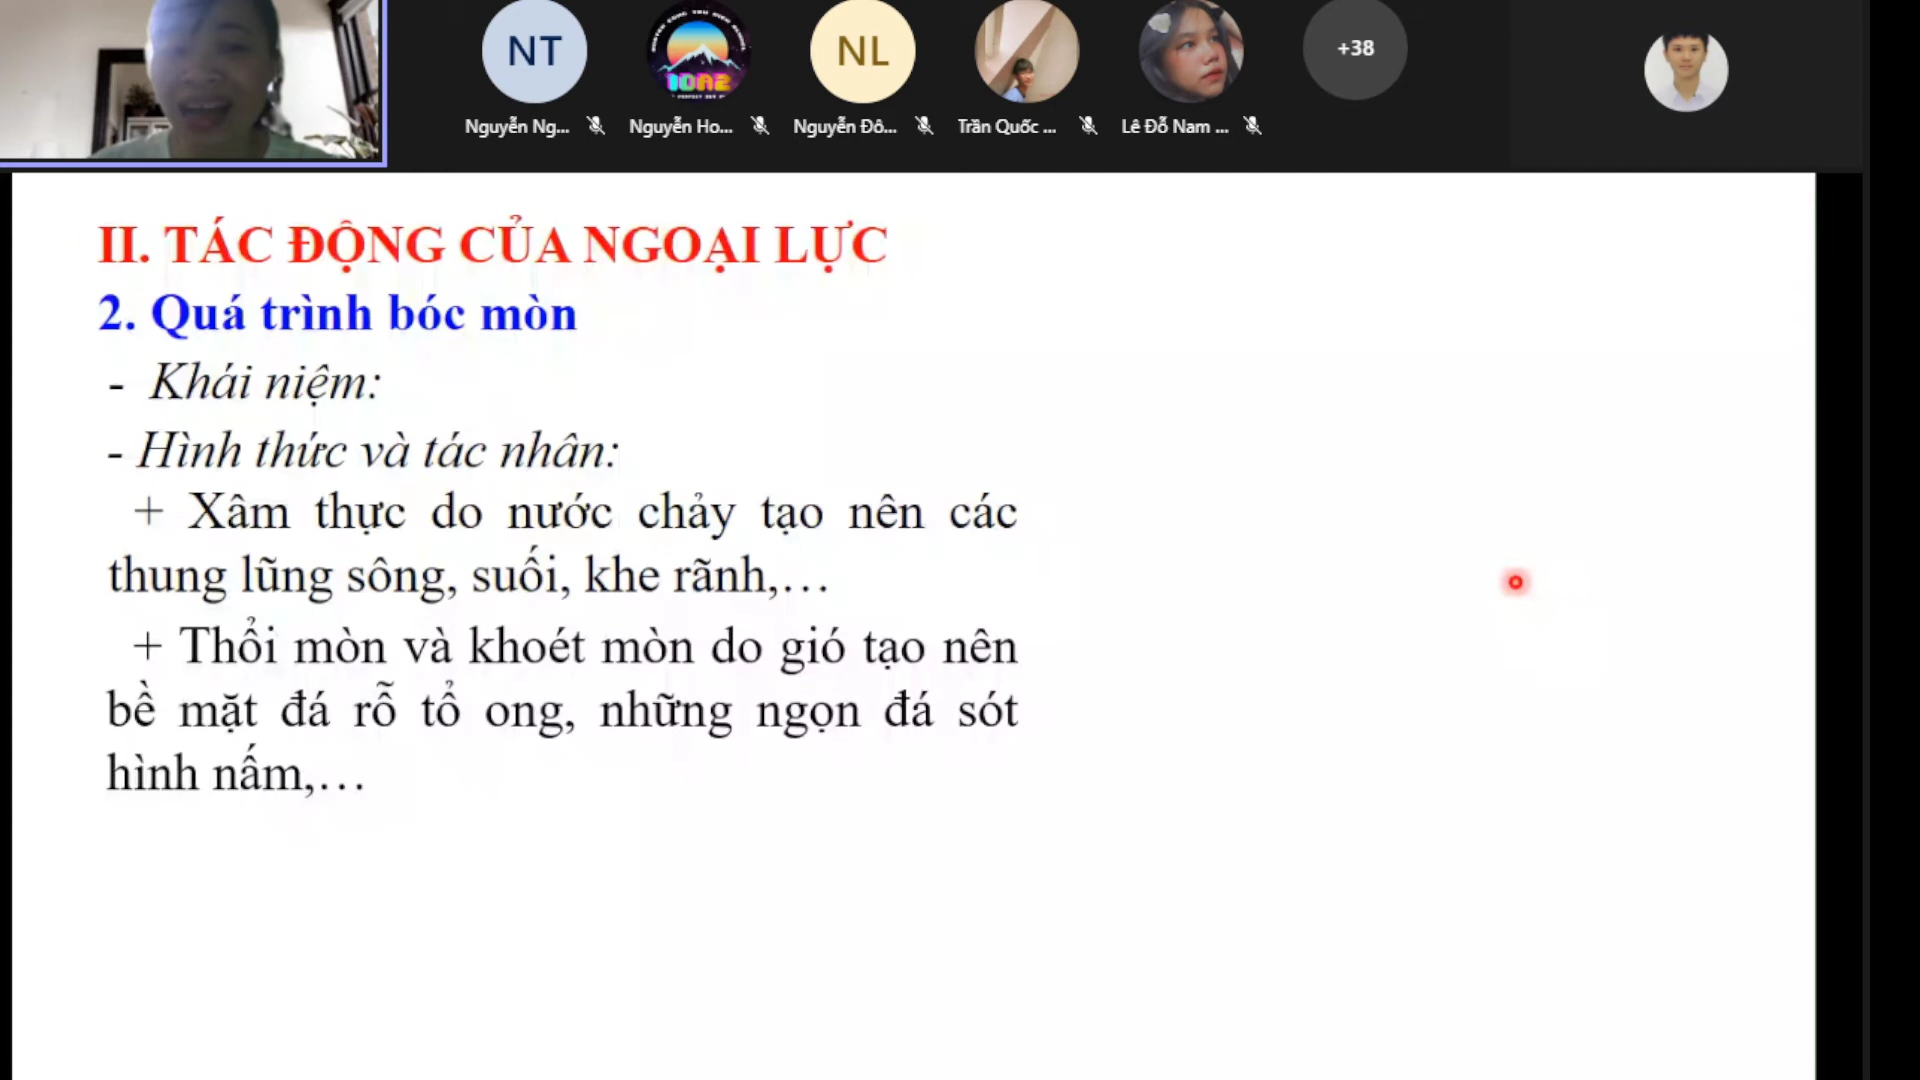 NT
NL
+38
Nguyễn Ng...
Nguyễn Ho...
Nguyễn Đô...
Trần Quốc ...
Lê Đỗ Nam ...
10A2
II. TÁC ĐỘNG CỦA NGOẠI LỰC
2. Quá trình bóc mòn
- Khái niệm:
- Hình thức và tác nhân:
+ Xâm thực do nước chảy tạo nên các
thung lũng sông, suối, khe rãnh,…
+ Thổi mòn và khoét mòn do gió tạo nên
bề mặt đá rỗ tổ ong, những ngọn đá sót
hình nấm,…